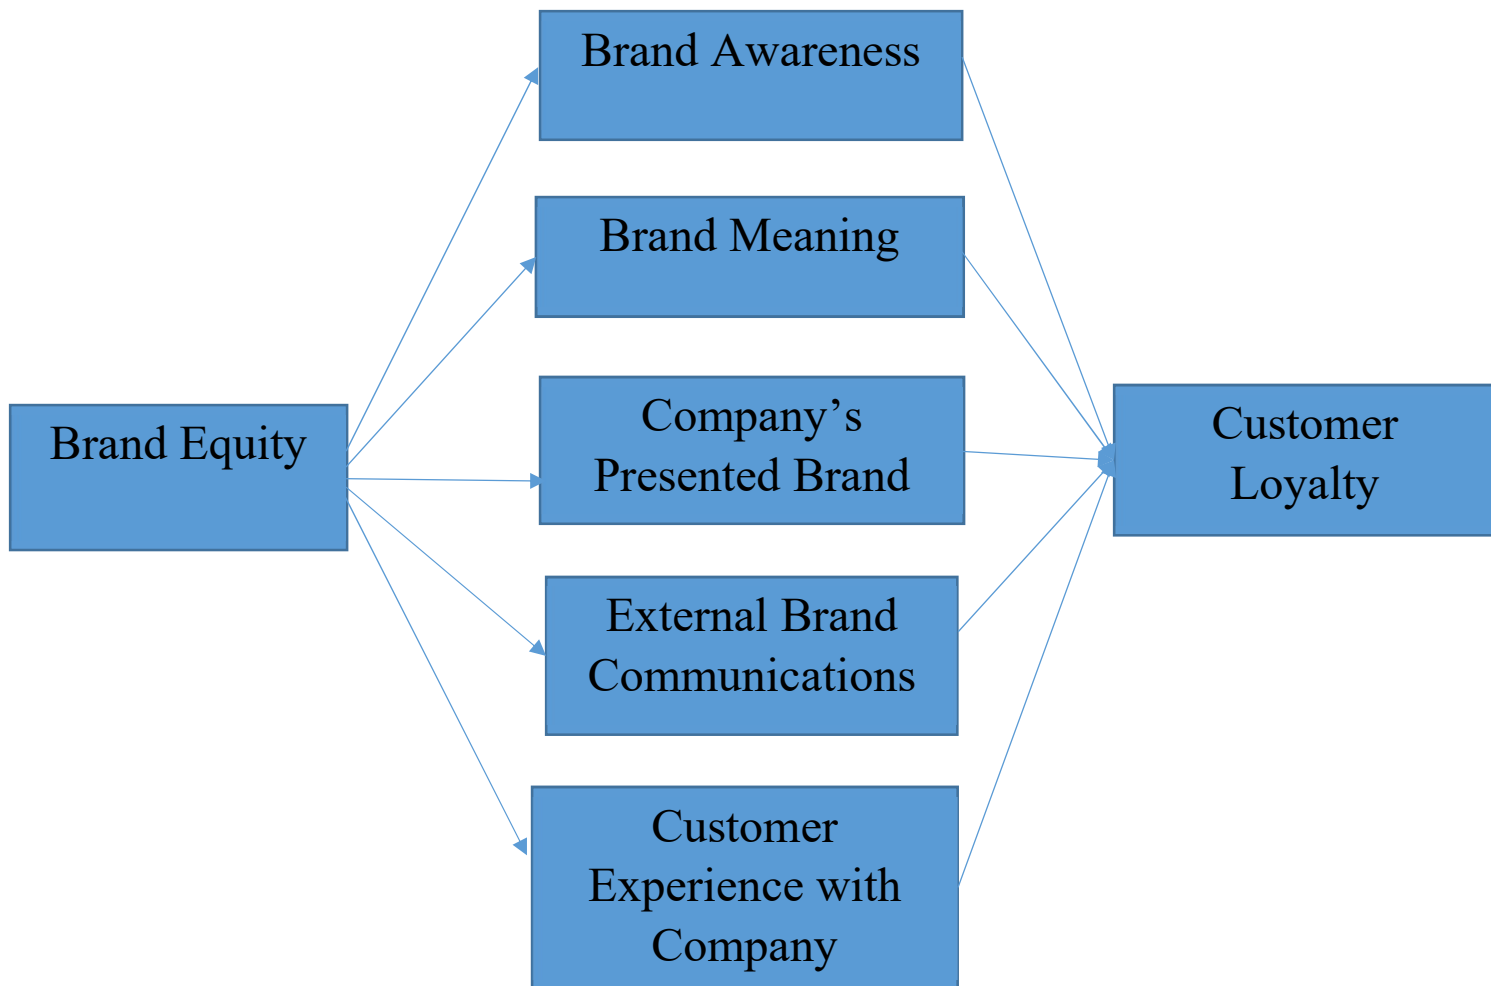 Brand Awareness
Brand Meaning
Company’s
Presented Brand
Brand Equity
Customer
Loyalty
External Brand
Communications
Customer
Experience with
Company